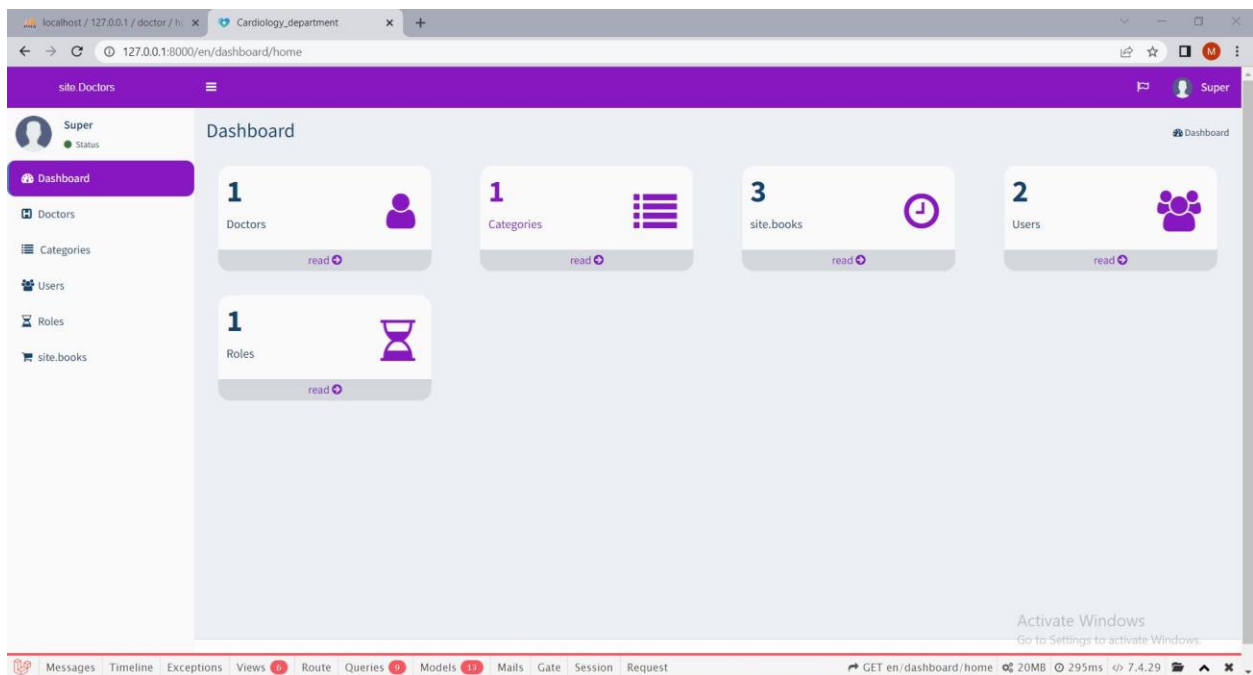 localhost / 127.0.0.1 / doctor / h
Cardiology_department
127.0.0.1:8000/en/dashboard/home
M
site.Doctors
Super
Super
Status
Dashboard
Dashboard
Dashboard
Doctors
Categories
Users
Roles
site.books
1
Doctors
read
1
Categories
read
3
site.books
read
2
Users
read
1
Roles
read
Activate Windows
Go to Settings to activate Windows.
Messages Timeline Exceptions Views 6 Route Queries 9 Models 13 Mails Gate Session Request GET en/dashboard/home 20MB 295ms 7.4.29